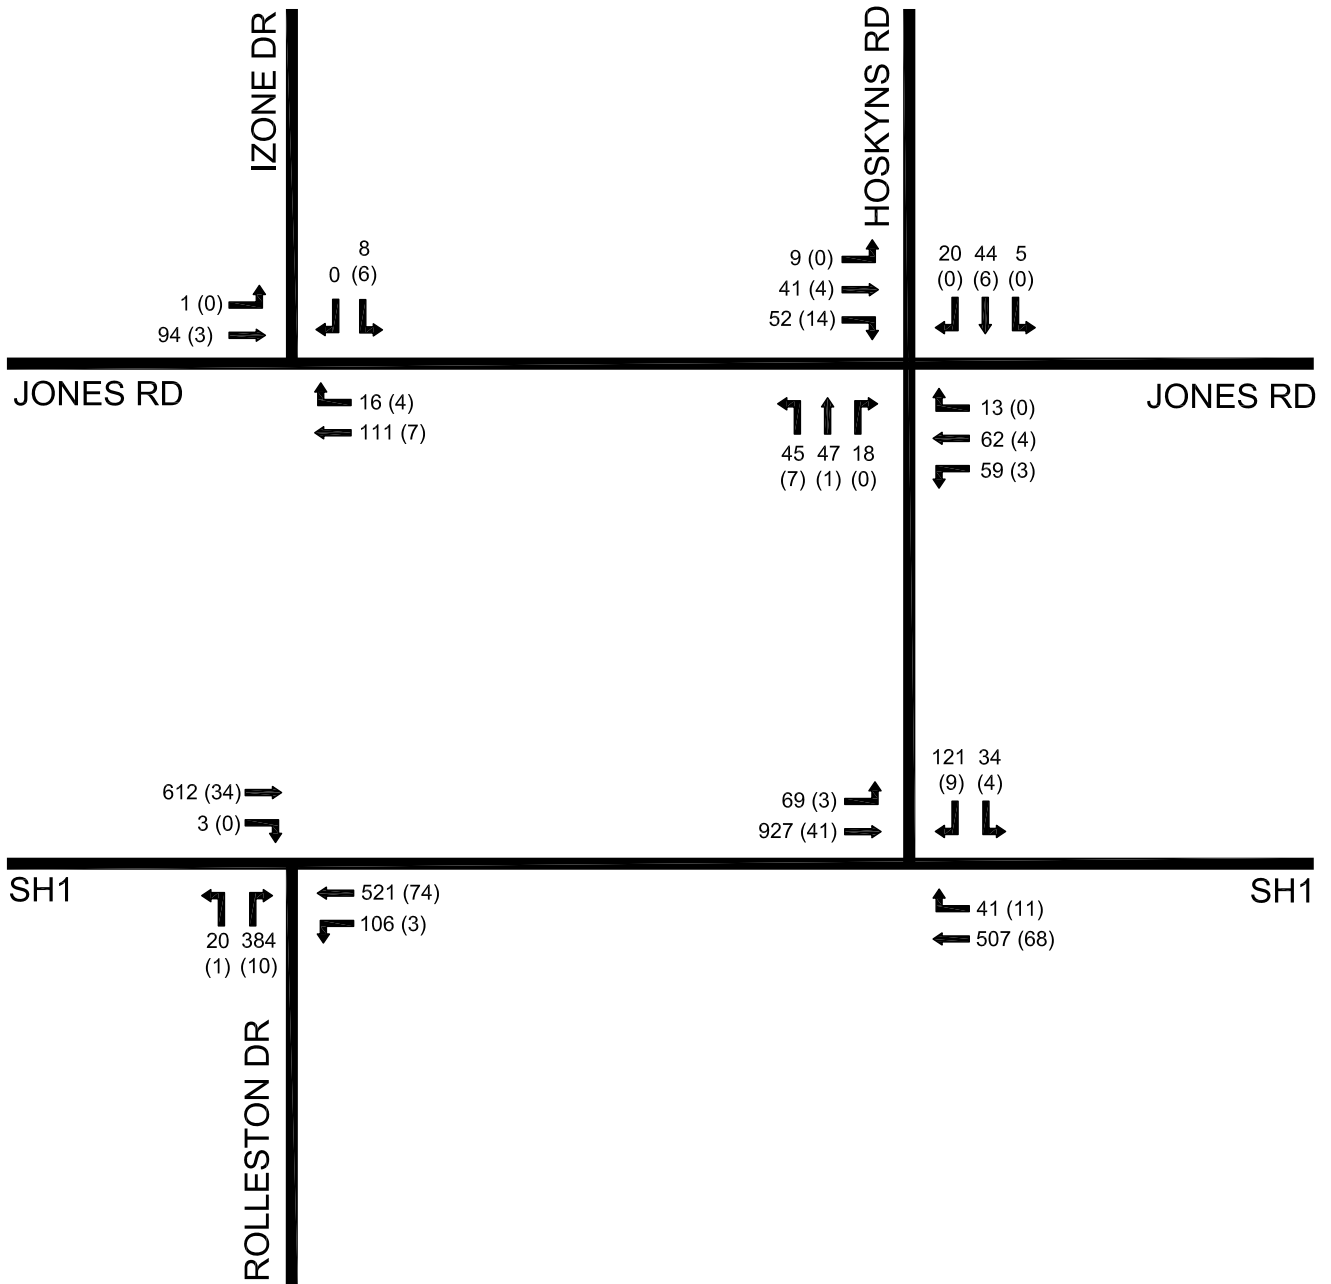 IZONE DR
HOSKYNS RD
8
0 (6)
1 (0)
94 (3)
9 (0)
41 (4)
52 (14)
20 44 5
(0) (6) (0)
JONES RD
16 (4)
111 (7)
45 47 18
(7) (1) (0)
13 (0)
62 (4)
59 (3)
JONES RD
612 (34)
3 (0)
69 (3)
927 (41)
121 34
(9) (4)
SH1
20 384
(1) (10)
521 (74)
106 (3)
41 (11)
507 (68)
SH1
ROLLESTON DR